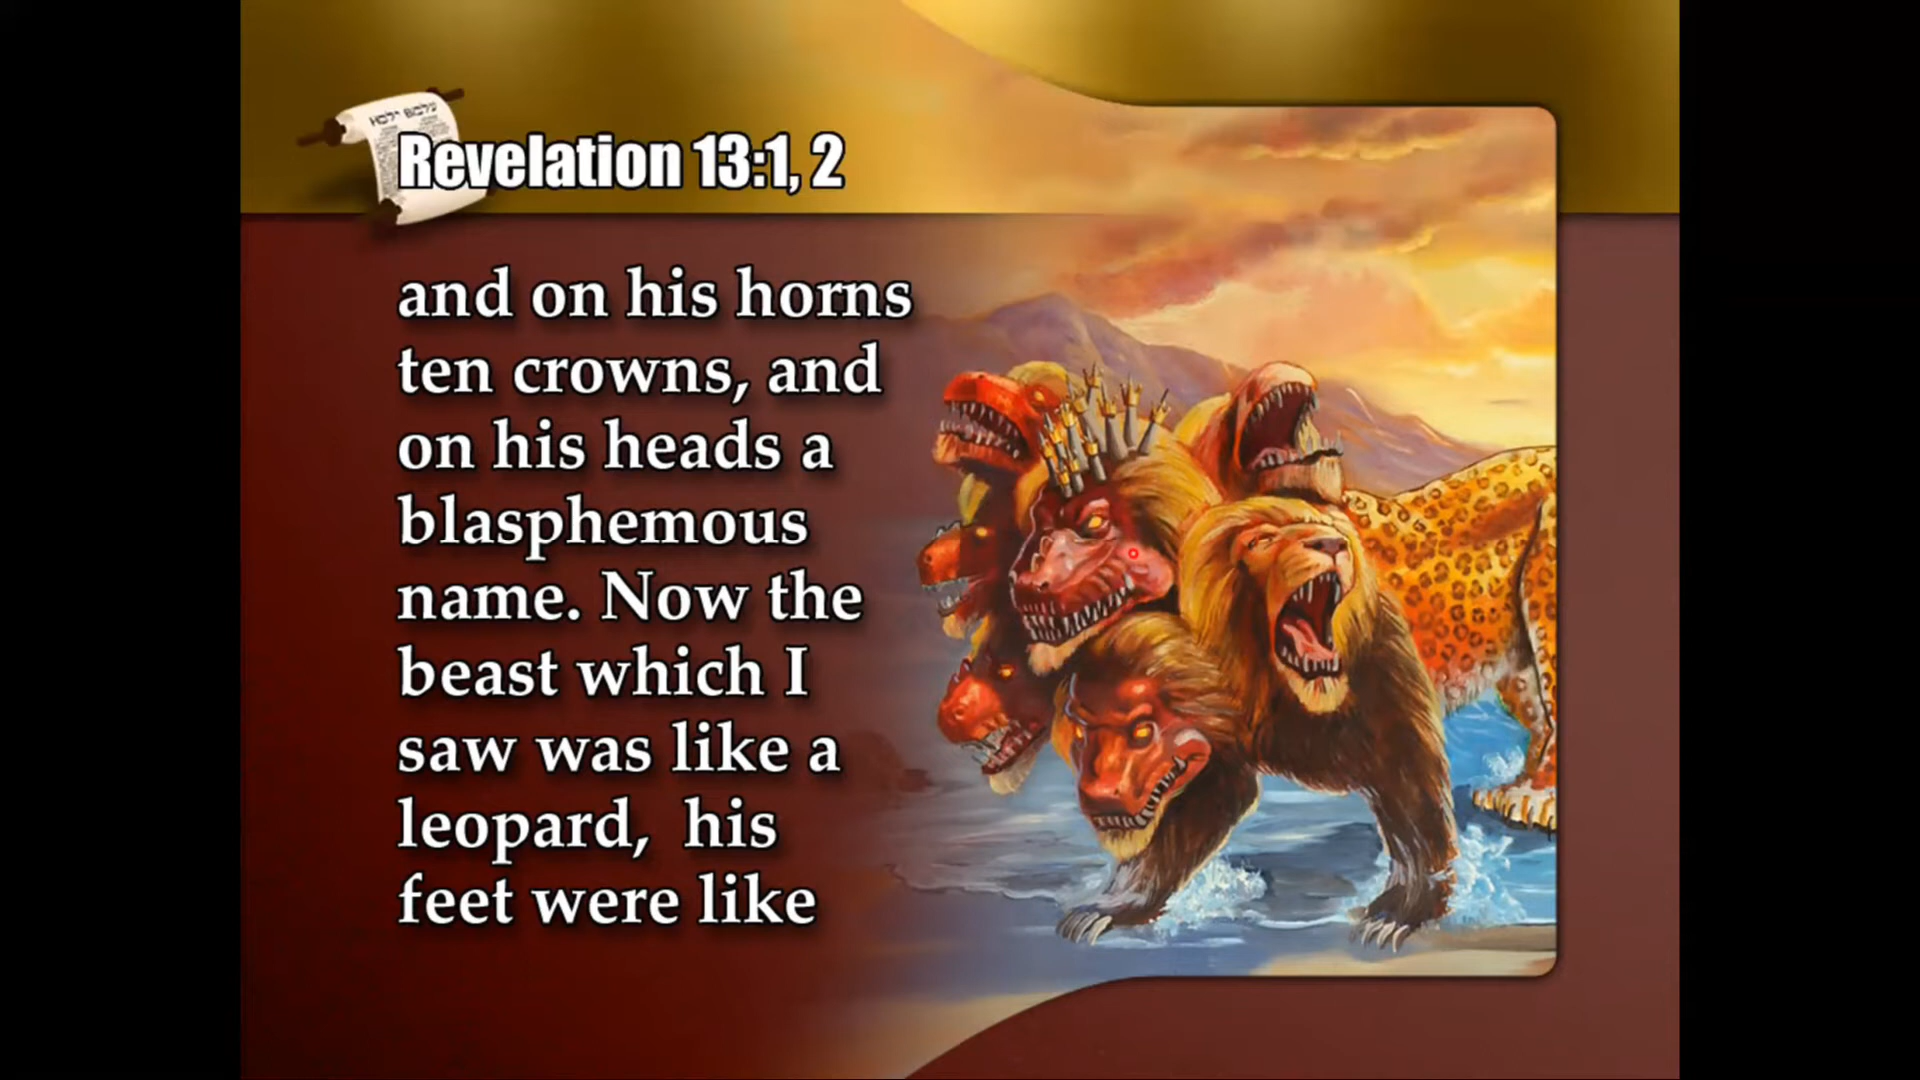 Revelation 13:1, 2
and on his horns
ten crowns, and
on his heads a
blasphemous
name. Now the
beast which I
saw was like a
leopard, his
feet were like